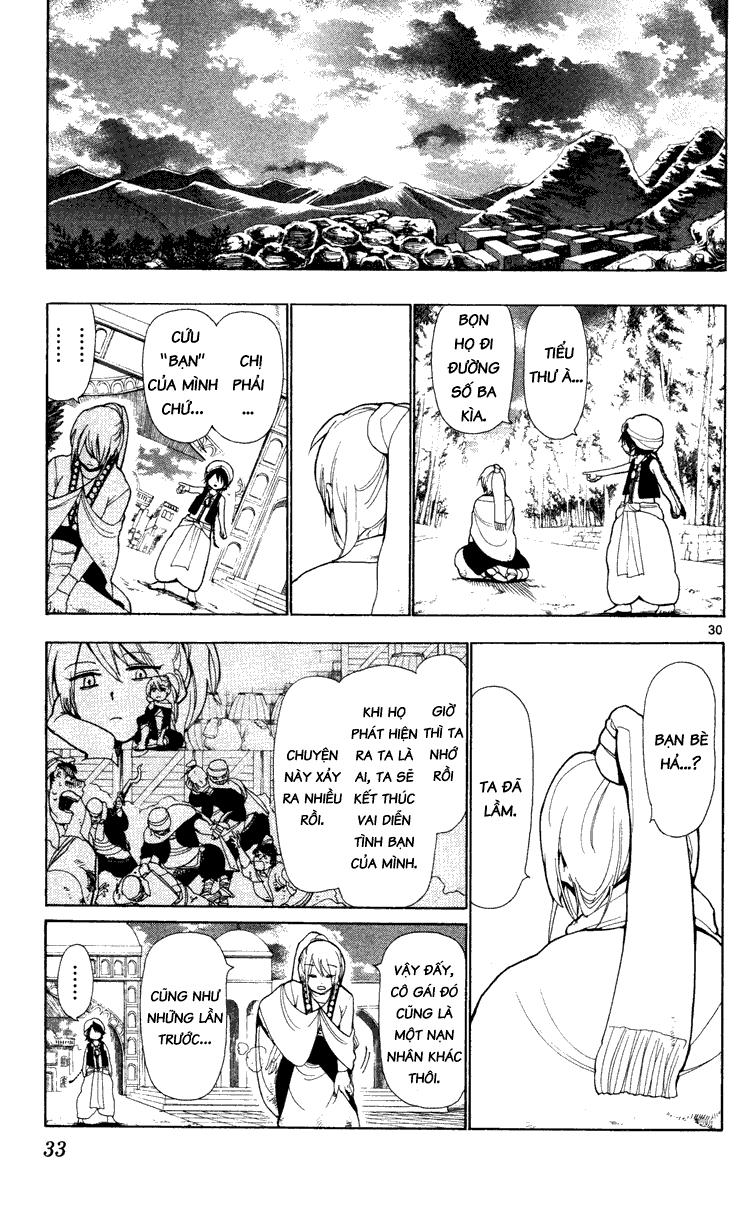 TIỂU
THƯ À...
BỌN
HỌ ĐI
ĐƯỜNG
SỐ BA
KÌA.
CHỊ
PHẢI
...
CỨU
"BẠN"
CỦA MÌNH
CHỨ...
......
30
BẠN BÈ
HẢ...?
TA ĐÃ
LẦM.
GIỜ
THÌ TA
NHỚ
RỒI
KHI HỌ
PHÁT HIỆN
RA TA LÀ
AI, TA SẼ
KẾT THÚC
VAI DIỄN
TÌNH BẠN
CỦA MÌNH.
CHUYỆN
NÀY XẢY
RA NHIỀU
RỒI.
VẬY ĐẤY,
CÔ GÁI ĐÓ
CŨNG LÀ
MỘT NẠN
NHÂN KHÁC
THÔI.
CŨNG NHƯ
NHỮNG LẦN
TRƯỚC...
......
33